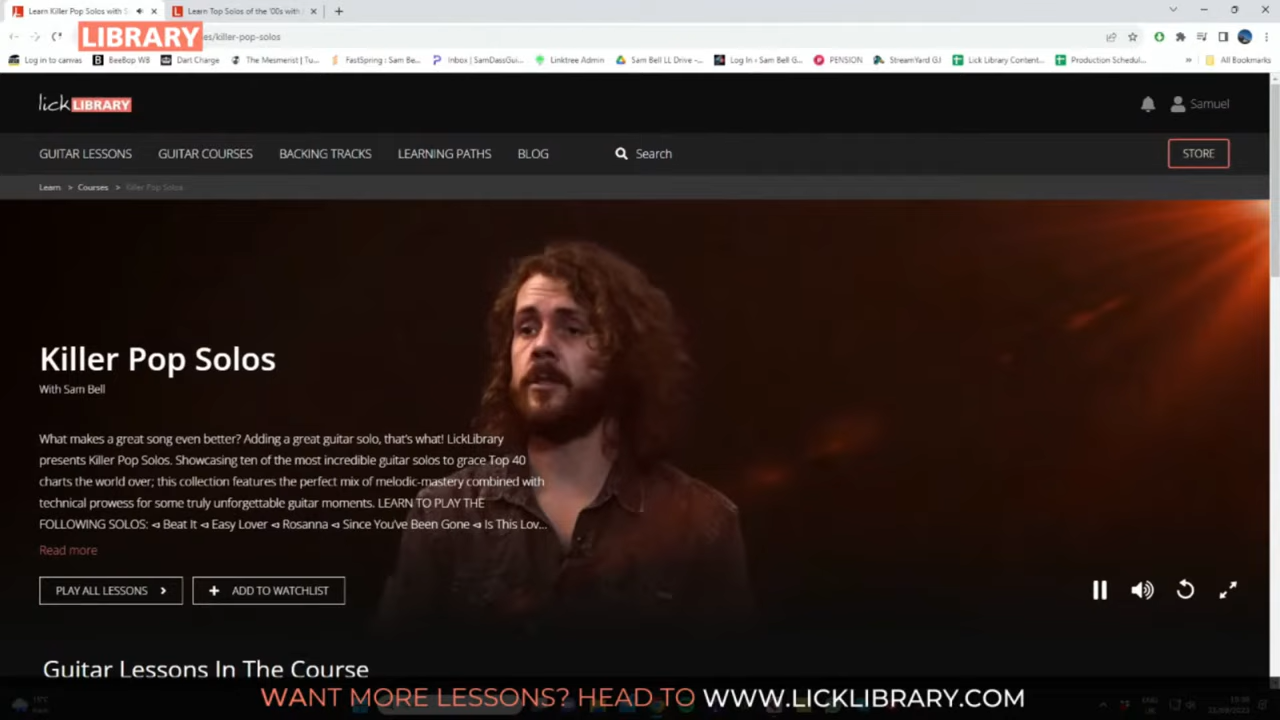 Learn Killer Pop Solos with S
Learn Top Solos of the '00s with
LIBRARY
es/killer-pop-solos
Log in to canvas
BeeBop WB
Dart Charge
The Mesmerist | Tu...
FastSpring : Sam Be...
Inbox | SamDassGui...
Linktree Admin
Sam Bell LL Drive –...
Log In ‹ Sam Bell G...
PENSION
StreamYard GJ
Lick Library Content...
Production Schedul...
»
All Bookmarks
lick LIBRARY
Samuel
GUITAR LESSONS
GUITAR COURSES
BACKING TRACKS
LEARNING PATHS
BLOG
Search
STORE
Learn > Courses > Killer Pop Solos
Killer Pop Solos
With Sam Bell
What makes a great song even better? Adding a great guitar solo, that's what! LickLibrary
presents Killer Pop Solos. Showcasing ten of the most incredible guitar solos to grace Top 40
charts the world over; this collection features the perfect mix of melodic-mastery combined with
technical prowess for some truly unforgettable guitar moments. LEARN TO PLAY THE
FOLLOWING SOLOS: ⊲ Beat It ⊲ Easy Lover ⊲ Rosanna ⊲ Since You've Been Gone ⊲ Is This Lov...
Read more
PLAY ALL LESSONS
ADD TO WATCHLIST
Guitar Lessons In The Course
WANT MORE LESSONS? HEAD TO WWW.LICKLIBRARY.COM